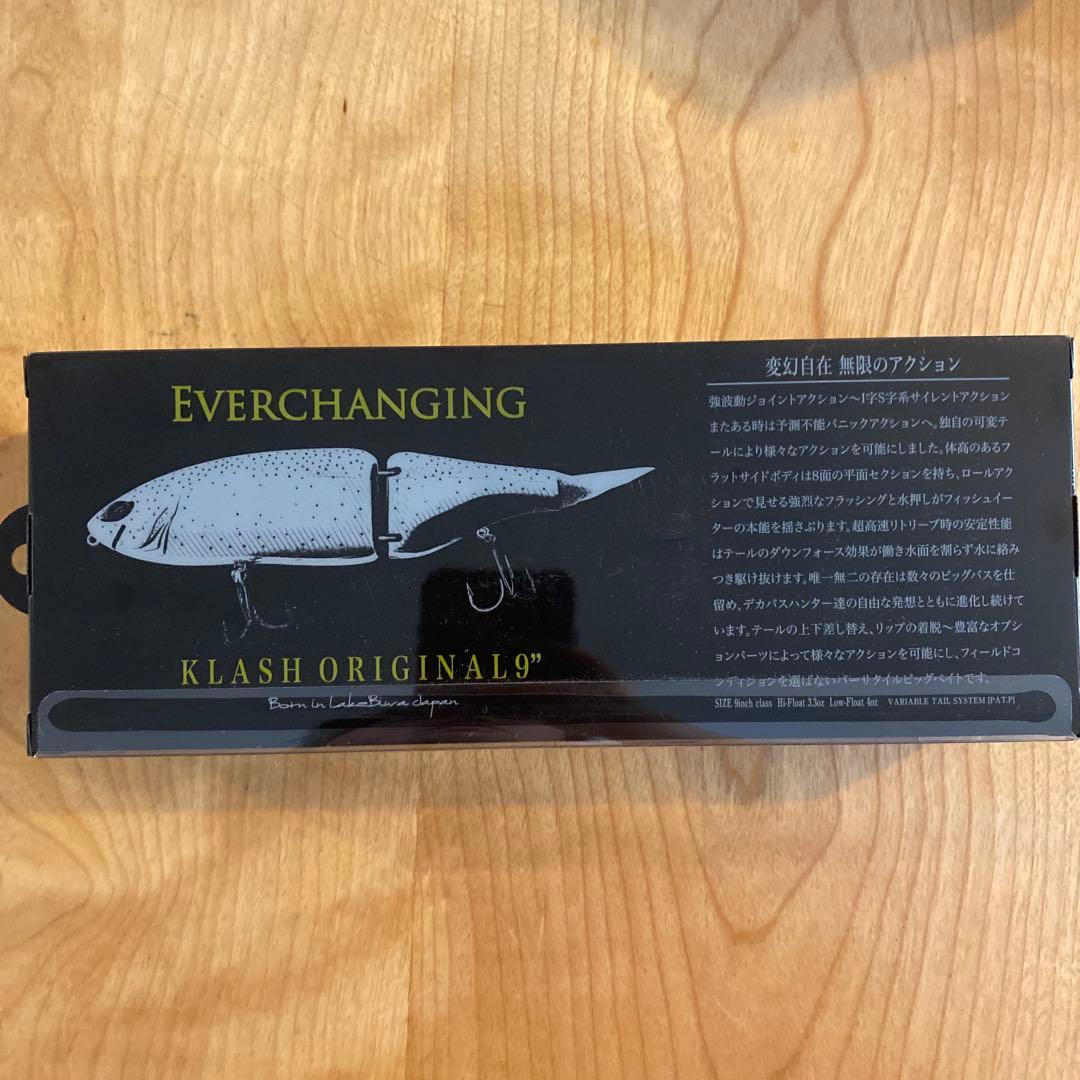 EVERCHANGING
KLASH ORIGINAL 9”
Born in Lake Biwa Japan
変幻自在 無限のアクション
強波動ジョイントアクション〜I字S字系サイレントアクション
またある時は予測不能パニックアクションへ。独自の可変テ
ールにより様々なアクションを可能にしました。体高のあるフ
ラットサイドボディは8面の平面セクションを持ち、ロールアク
ションで見せる強烈なフラッシングと水押しがフィッシュイー
ターの本能を揺さぶります。超高速リトリーブ時の安定性能
はテールのダウンフォース効果が働き水面を割らず水に絡み
つき駆け抜けます。唯一無二の存在は数々のビッグバスを仕
留め、デカバスハンター達の自由な発想とともに進化し続けて
います。テールの上下差し替え、リップの着脱〜豊富なオプシ
ョンパーツによって様々なアクションを可能にし、フィールドコ
ンディションを選ばないバーサタイルビッグベイトです。
SIZE 9inch class Hi-Float 3.3oz Low-Float 4oz VARIABLE TAIL SYSTEM [PAT.P]